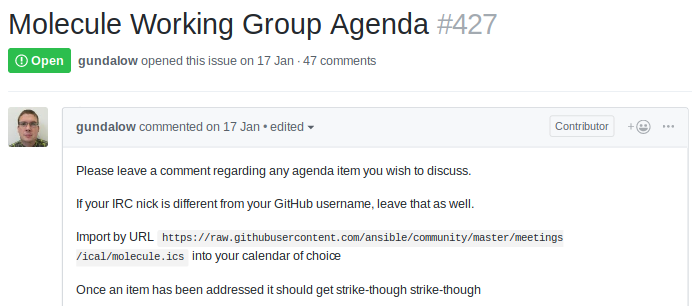 Molecule Working Group Agenda #427
Open gundalow opened this issue on 17 Jan · 47 comments
gundalow commented on 17 Jan • edited Contributor
Please leave a comment regarding any agenda item you wish to discuss.
If your IRC nick is different from your GitHub username, leave that as well.
Import by URL https://raw.githubusercontent.com/ansible/community/master/meetings
/ical/molecule.ics into your calendar of choice
Once an item has been addressed it should get strike-though strike-though